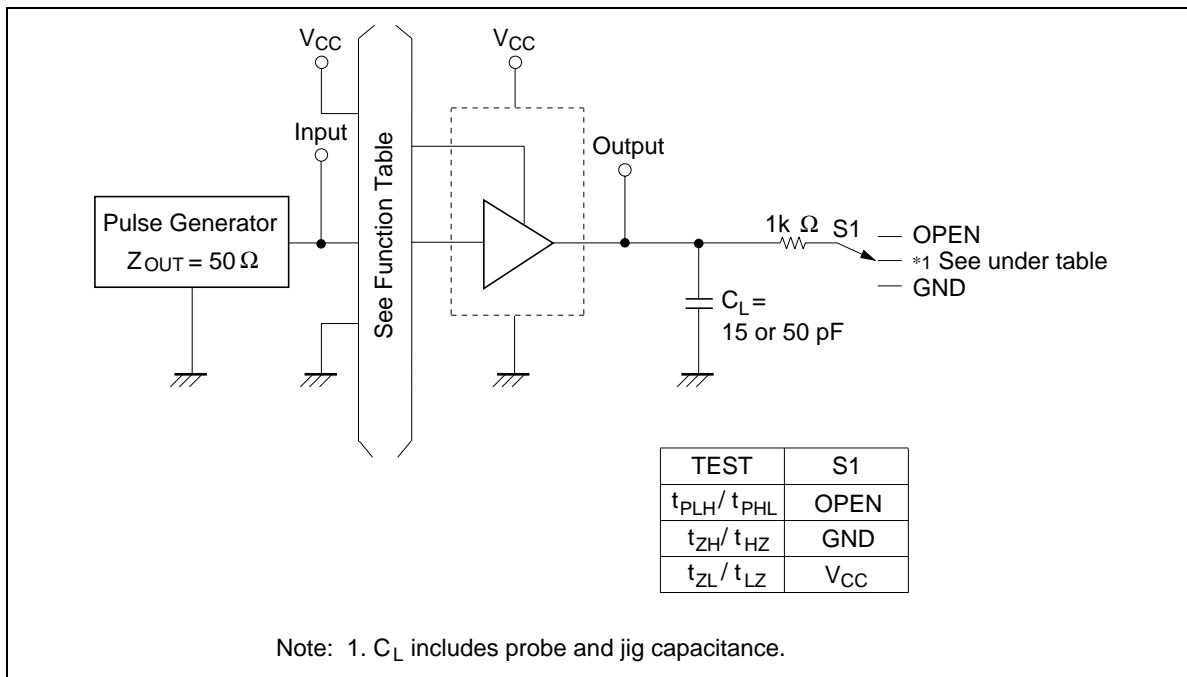 VCC
VCC
Input
Output
See Function Table
Pulse Generator
ZOUT = 50 Ω
1k Ω
S1
OPEN
*1 See under table
GND
CL =
15 or 50 pF
TEST S1
tPLH / tPHL OPEN
tZH / tHZ GND
tZL / tLZ VCC
Note: 1. CL includes probe and jig capacitance.